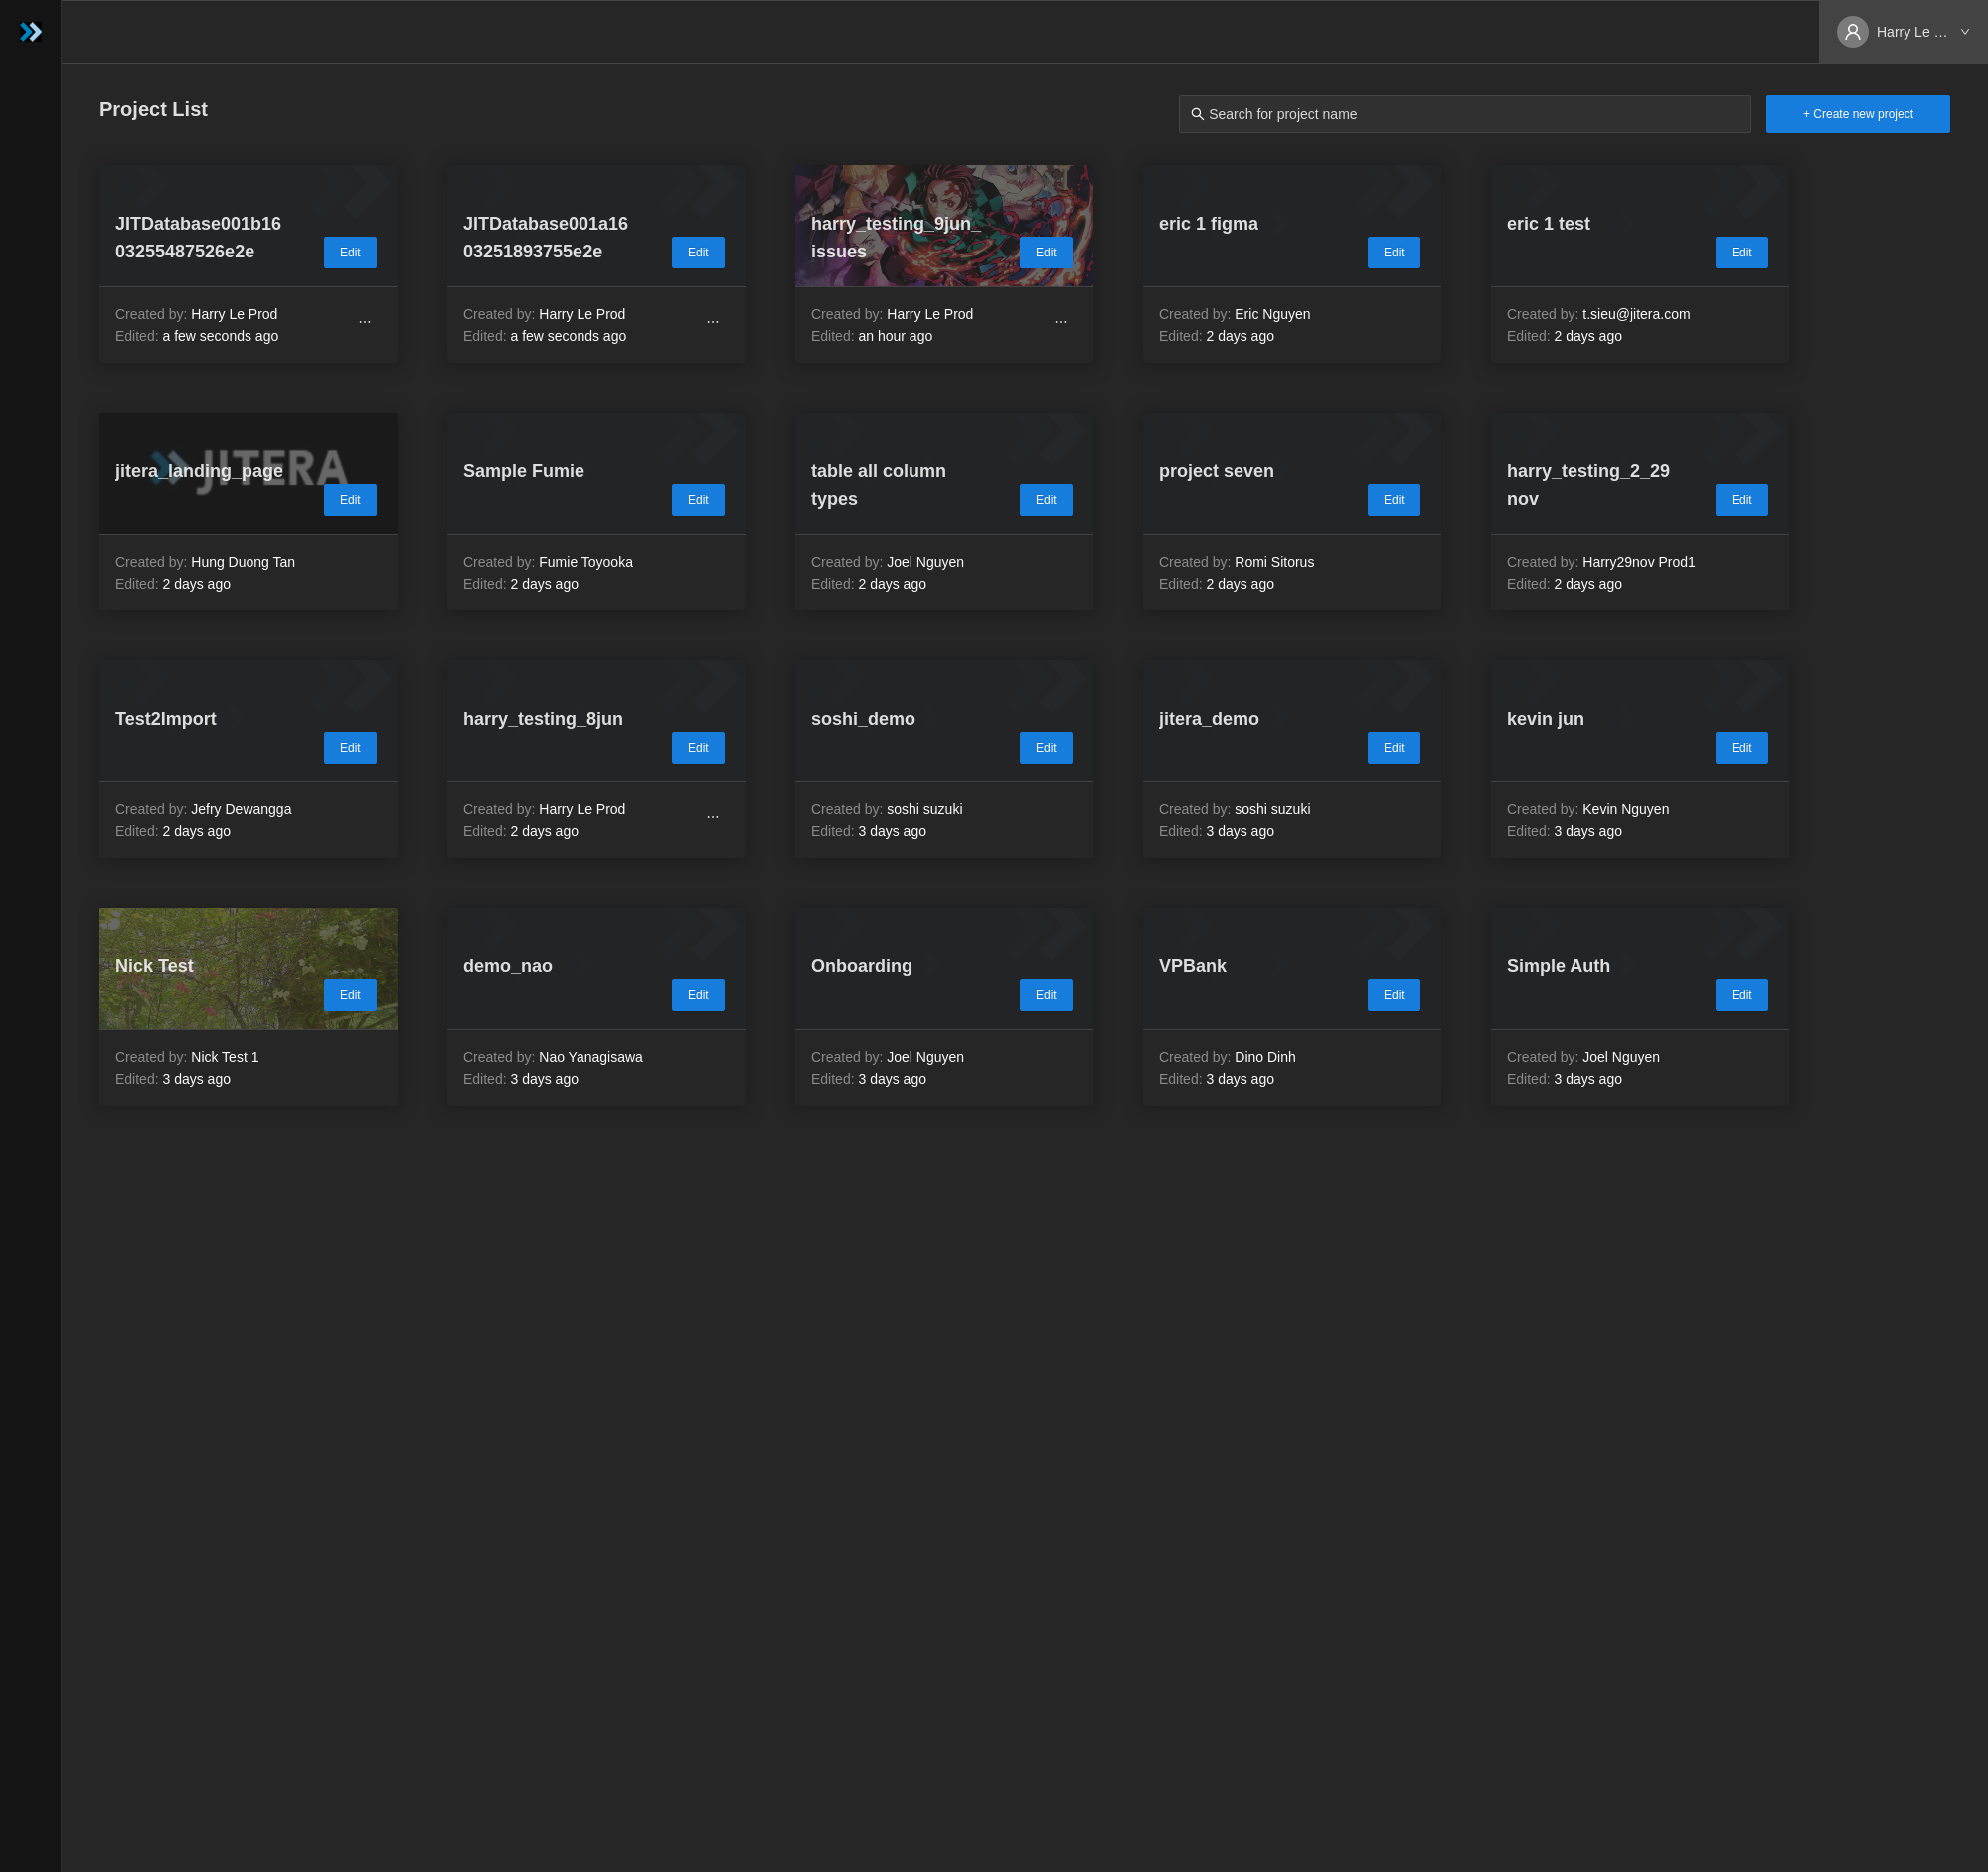 Harry Le ...
Project List
Search for project name
+ Create new project
JITDatabase001b16
03255487526e2e
Edit
Created by: Harry Le Prod
Edited: a few seconds ago
...
JITDatabase001a16
03251893755e2e
Edit
Created by: Harry Le Prod
Edited: a few seconds ago
...
harry_testing_9jun_
issues
Edit
Created by: Harry Le Prod
Edited: an hour ago
...
eric 1 figma
Edit
Created by: Eric Nguyen
Edited: 2 days ago
eric 1 test
Edit
Created by: t.sieu@jitera.com
Edited: 2 days ago
JITERA
jitera_landing_page
Edit
Created by: Hung Duong Tan
Edited: 2 days ago
Sample Fumie
Edit
Created by: Fumie Toyooka
Edited: 2 days ago
table all column
types
Edit
Created by: Joel Nguyen
Edited: 2 days ago
project seven
Edit
Created by: Romi Sitorus
Edited: 2 days ago
harry_testing_2_29
nov
Edit
Created by: Harry29nov Prod1
Edited: 2 days ago
Test2Import
Edit
Created by: Jefry Dewangga
Edited: 2 days ago
harry_testing_8jun
Edit
Created by: Harry Le Prod
Edited: 2 days ago
...
soshi_demo
Edit
Created by: soshi suzuki
Edited: 3 days ago
jitera_demo
Edit
Created by: soshi suzuki
Edited: 3 days ago
kevin jun
Edit
Created by: Kevin Nguyen
Edited: 3 days ago
Nick Test
Edit
Created by: Nick Test 1
Edited: 3 days ago
demo_nao
Edit
Created by: Nao Yanagisawa
Edited: 3 days ago
Onboarding
Edit
Created by: Joel Nguyen
Edited: 3 days ago
VPBank
Edit
Created by: Dino Dinh
Edited: 3 days ago
Simple Auth
Edit
Created by: Joel Nguyen
Edited: 3 days ago